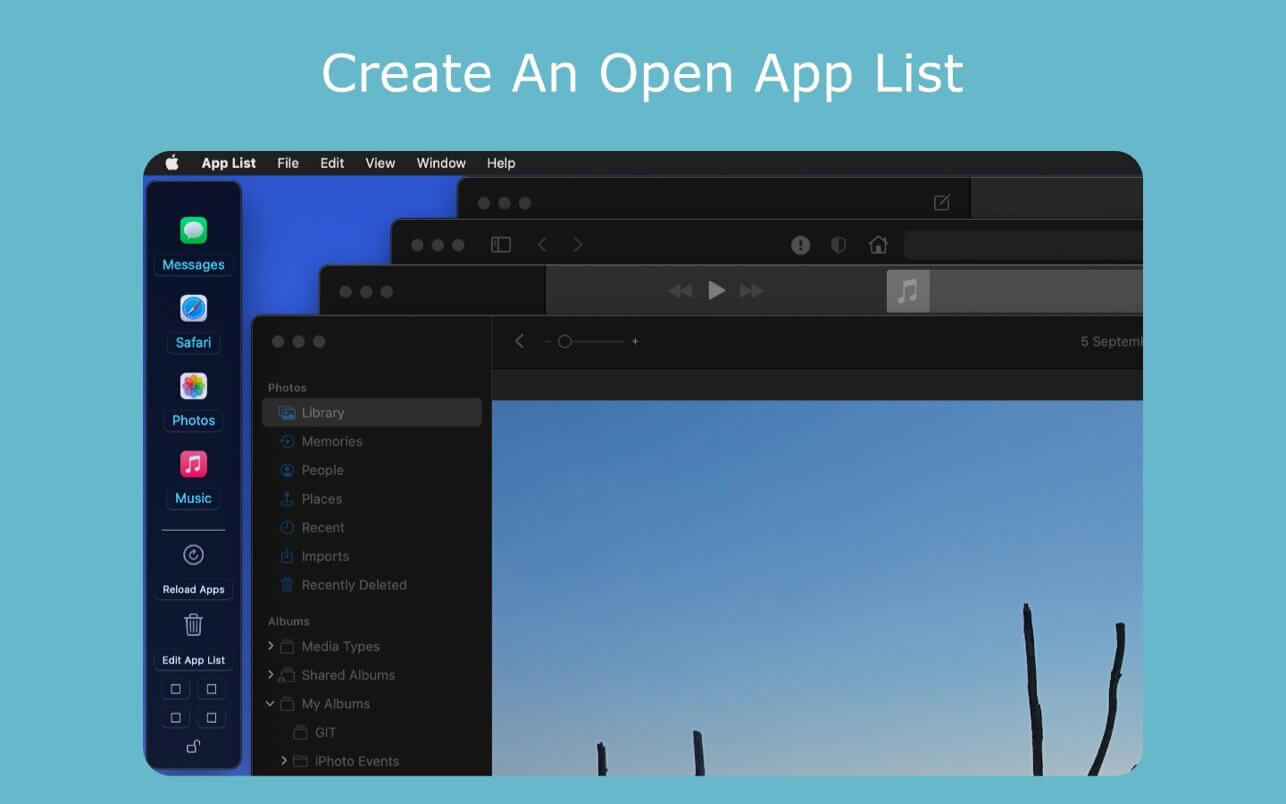 Create An Open App List
App List File Edit View Window Help
Messages
Safari
Photos
Music
Reload Apps
Edit App List
5 Septemb
Photos
Library
Memories
People
Places
Recent
Imports
Recently Deleted
Albums
Media Types
Shared Albums
My Albums
GIT
iPhoto Events